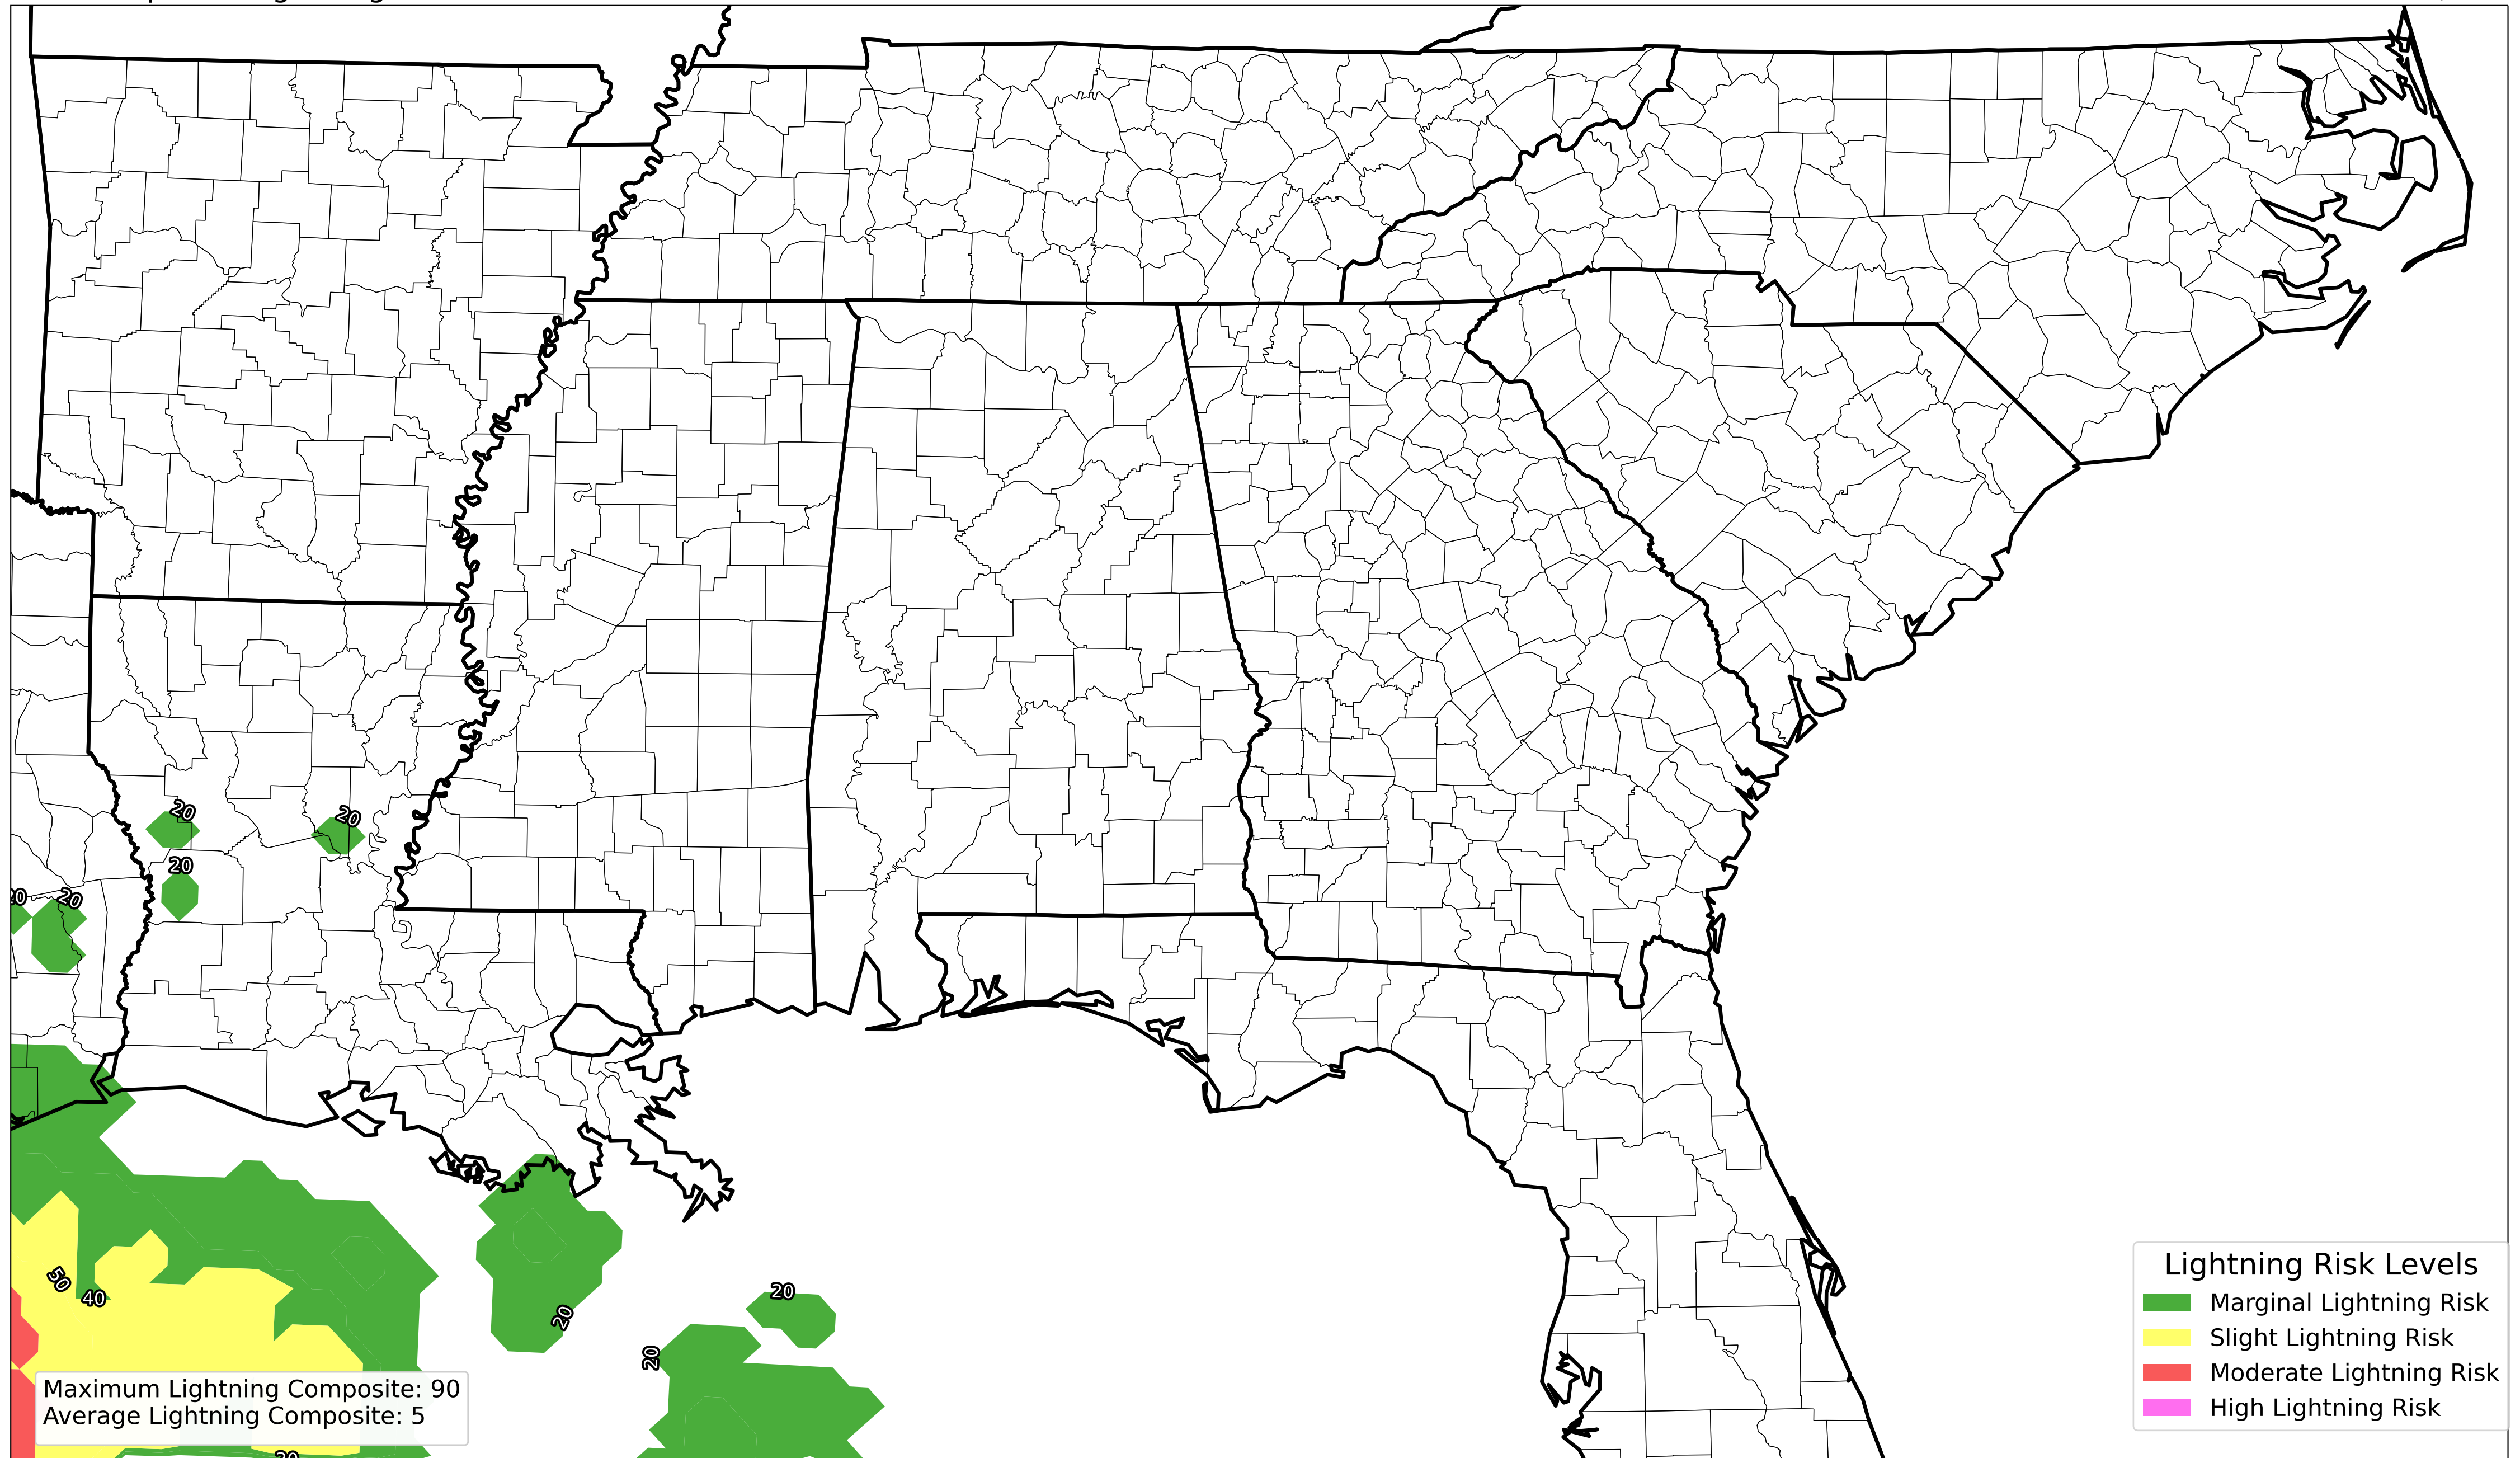 20
20
20
20
20
50
40
20
20
20
Lightning Risk Levels
Marginal Lightning Risk
Slight Lightning Risk
Moderate Lightning Risk
High Lightning Risk
Maximum Lightning Composite: 90
Average Lightning Composite: 5